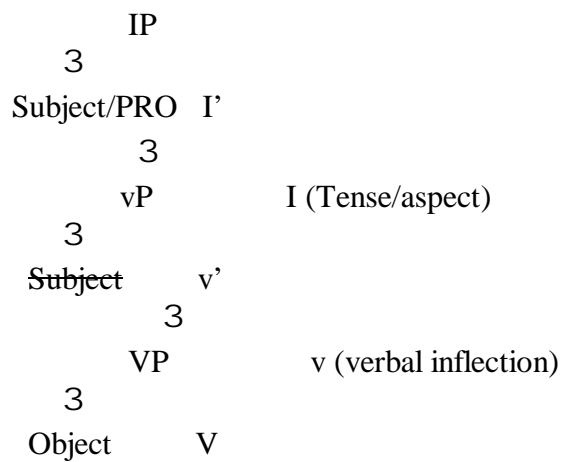 IP
3
Subject/PRO I’
3
vP I (Tense/aspect)
3
Subject v’
3
VP v (verbal inflection)
3
Object V